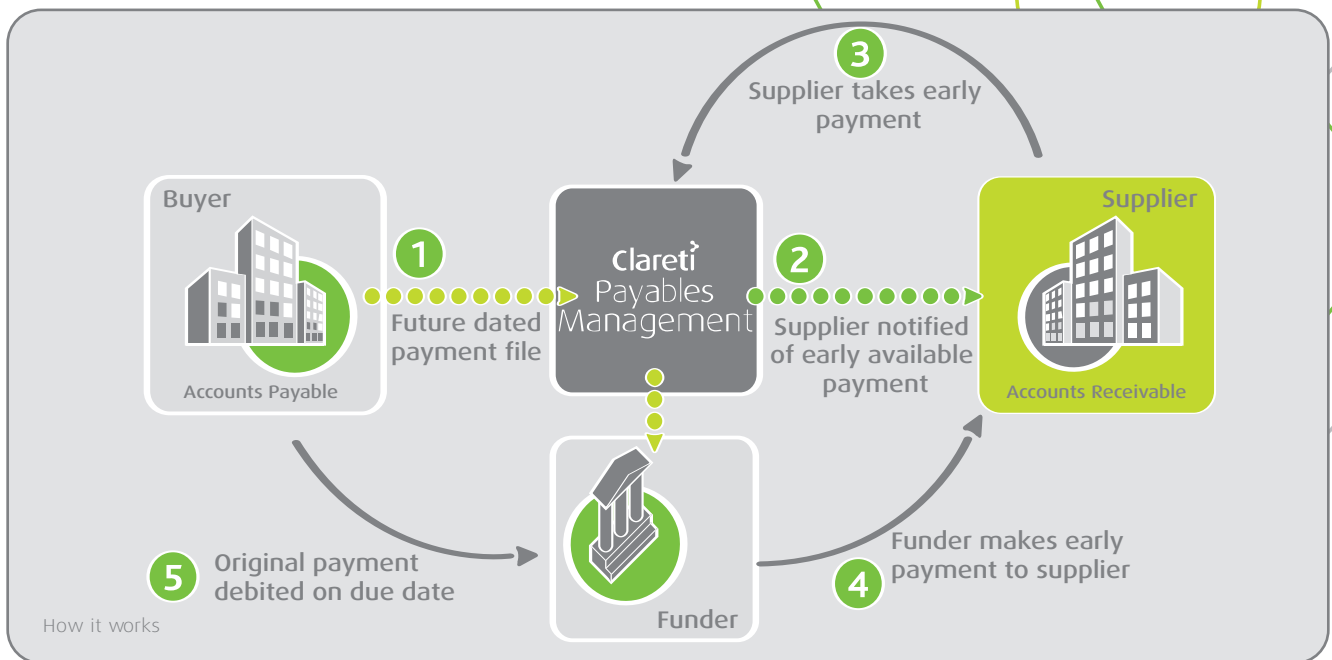 3
Supplier takes early
payment
Buyer
Accounts Payable
1
Future dated
payment file
Clareti
Payables
Management
2
Supplier notified
of early available
payment
Supplier
Accounts Receivable
5
Original payment
debited on due date
Funder
4
Funder makes early
payment to supplier
How it works